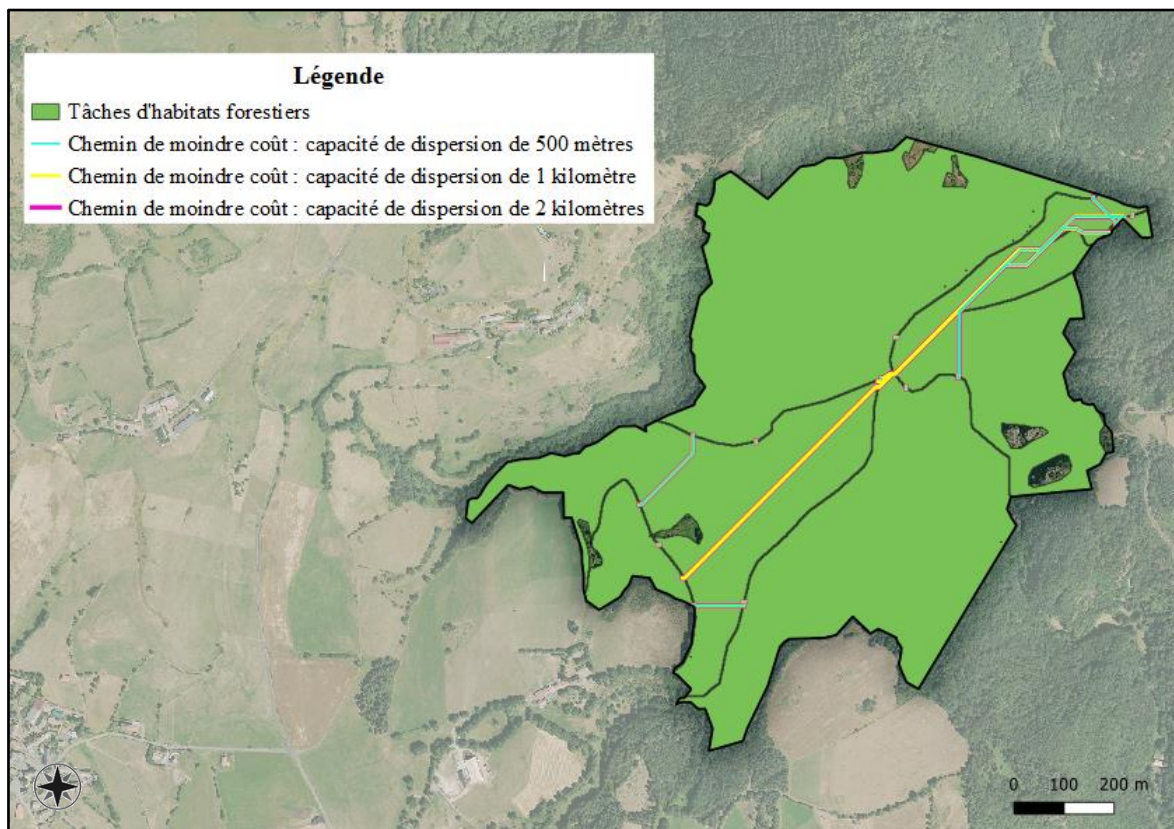 Légende
Tâches d'habitats forestiers
Chemin de moindre coût : capacité de dispersion de 500 mètres
Chemin de moindre coût : capacité de dispersion de 1 kilomètre
Chemin de moindre coût : capacité de dispersion de 2 kilomètres
0 100 200 m